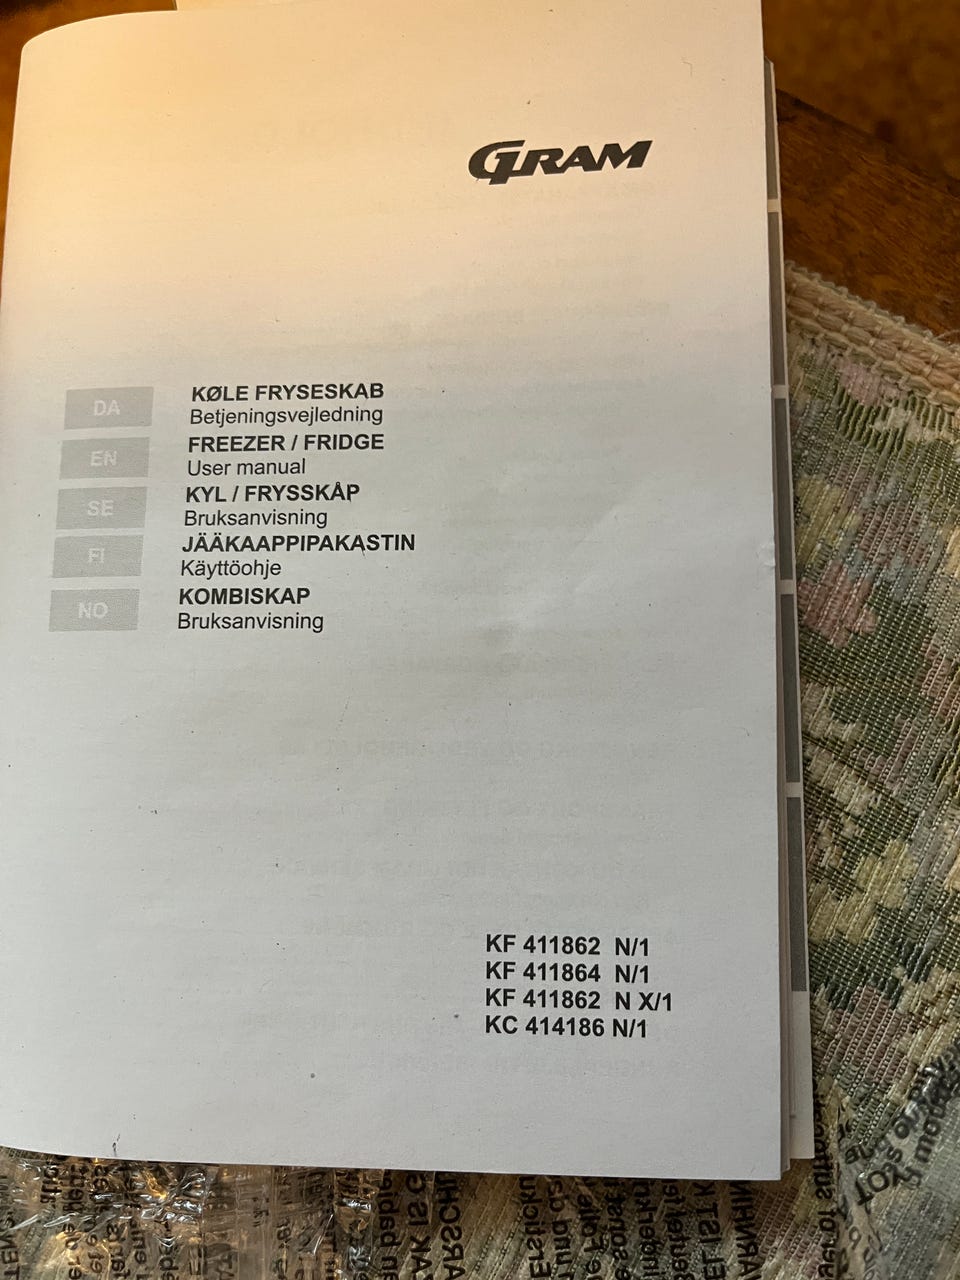 GRAM
DA
KØLE FRYSESKAB
Betjeningsvejledning
EN
FREEZER / FRIDGE
User manual
SE
KYL / FRYSSKÅP
Bruksanvisning
FI
JÄÄKAAPPIPAKASTIN
Käyttöohje
NO
KOMBISKAP
Bruksanvisning
KF 411862 N/1
KF 411864 N/1
KF 411862 N X/1
KC 414186 N/1